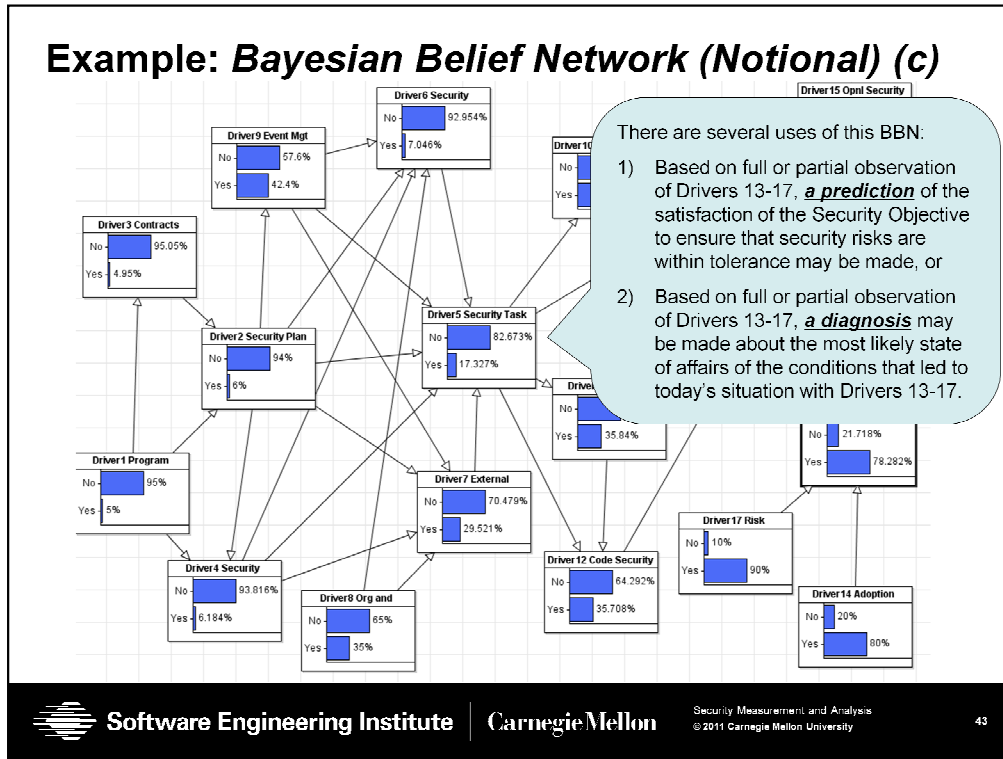 Example: Bayesian Belief Network (Notional) (c)
Driver15 Opnl Security
Driver6 Security
No
92.954%
Yes
7.046%
Driver9 Event Mgt
No
57.6%
Yes
42.4%
Driver10
No
Yes
Driver3 Contracts
No
95.05%
Yes
4.95%
There are several uses of this BBN:
1) Based on full or partial observation
of Drivers 13-17, a prediction of the
satisfaction of the Security Objective
to ensure that security risks are
within tolerance may be made, or
2) Based on full or partial observation
of Drivers 13-17, a diagnosis may
be made about the most likely state
of affairs of the conditions that led to
today's situation with Drivers 13-17.
Driver2 Security Plan
No
94%
Yes
6%
Driver5 Security Task
No
82.673%
Yes
17.327%
No
Yes
35.84%
No
21.718%
Yes
78.282%
Driver1 Program
No
95%
Yes
5%
Driver7 External
No
70.479%
Yes
29.521%
Driver17 Risk
No
10%
Yes
90%
Driver4 Security
No
93.816%
Yes
6.184%
Driver8 Org and
No
65%
Yes
35%
Driver12 Code Security
No
64.292%
Yes
35.708%
Driver14 Adoption
No
20%
Yes
80%
Software Engineering Institute
Carnegie Mellon
Security Measurement and Analysis
© 2011 Carnegie Mellon University
43